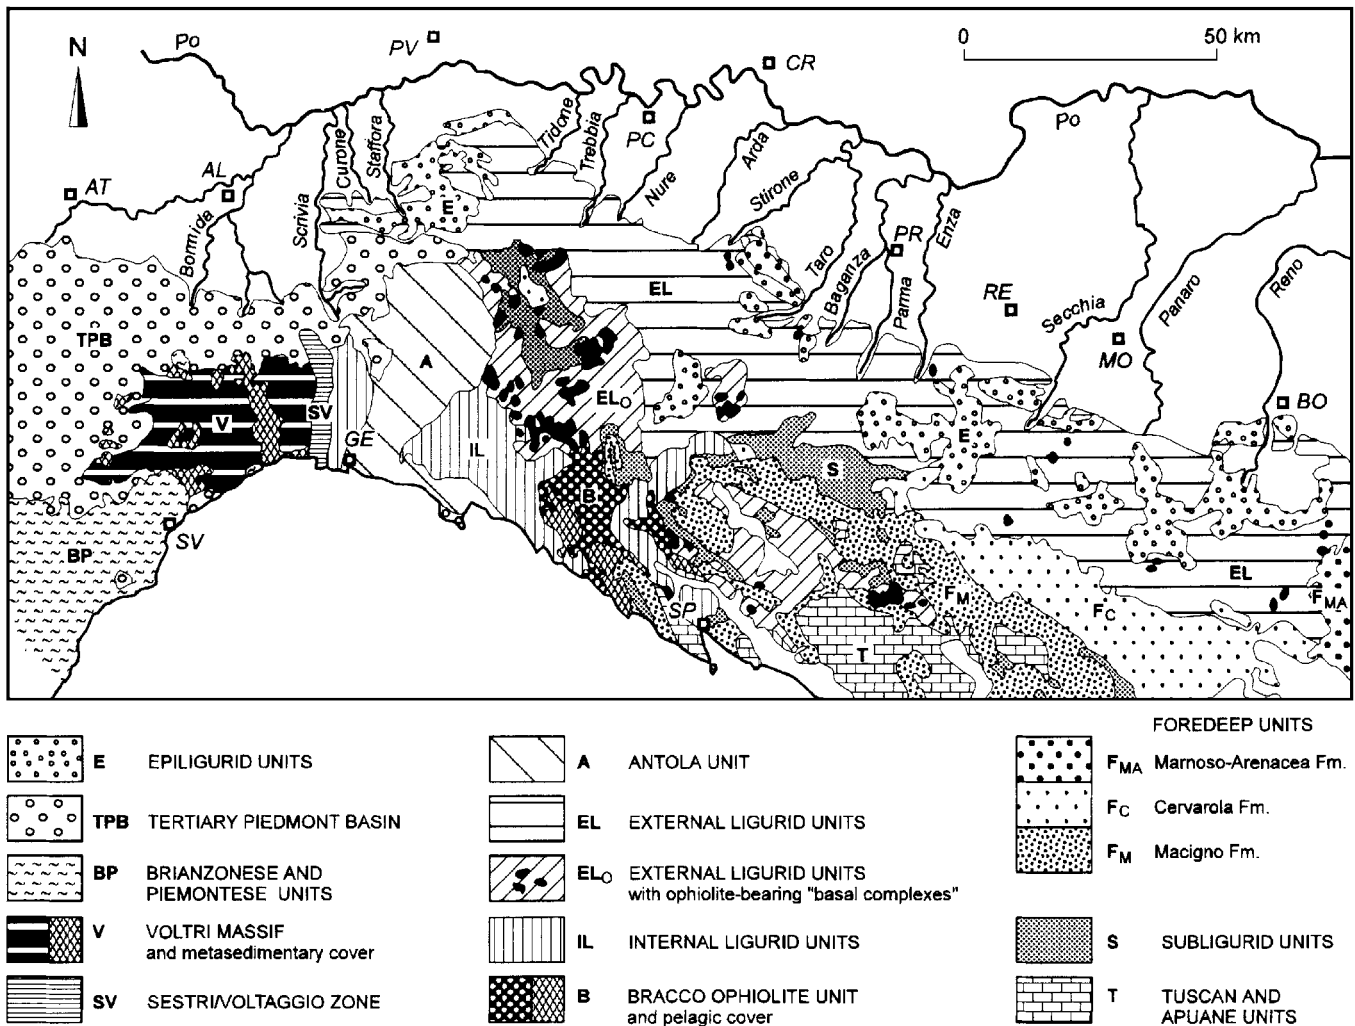 N
Po
PV
CR
0 50 km
AT
AL
Bormida
Scrivia
Curone
Staffora
Tidone
Trebbia
PC
Nure
Arda
Stirone
Taro
Baganza
PR
Parma
Enza
Po
RE
Secchia
MO
Panaro
Reno
BO
E
TPB
V
SV
GE
A
IL
ELO
EL
B
S
E
BP
SV
SP
FM
T
FC
EL
FMA
E EPILIGURID UNITS
TPB TERTIARY PIEDMONT BASIN
BP BRIANZONESE AND
PIEMONTESE UNITS
V VOLTRI MASSIF
and metasedimentary cover
SV SESTRI/VOLTAGGIO ZONE
A ANTOLA UNIT
EL EXTERNAL LIGURID UNITS
ELO EXTERNAL LIGURID UNITS
with ophiolite-bearing "basal complexes"
IL INTERNAL LIGURID UNITS
B BRACCO OPHIOLITE UNIT
and pelagic cover
FOREDEEP UNITS
FMA Marnoso-Arenacea Fm.
FC Cervarola Fm.
FM Macigno Fm.
S SUBLIGURID UNITS
T TUSCAN AND
APUANE UNITS